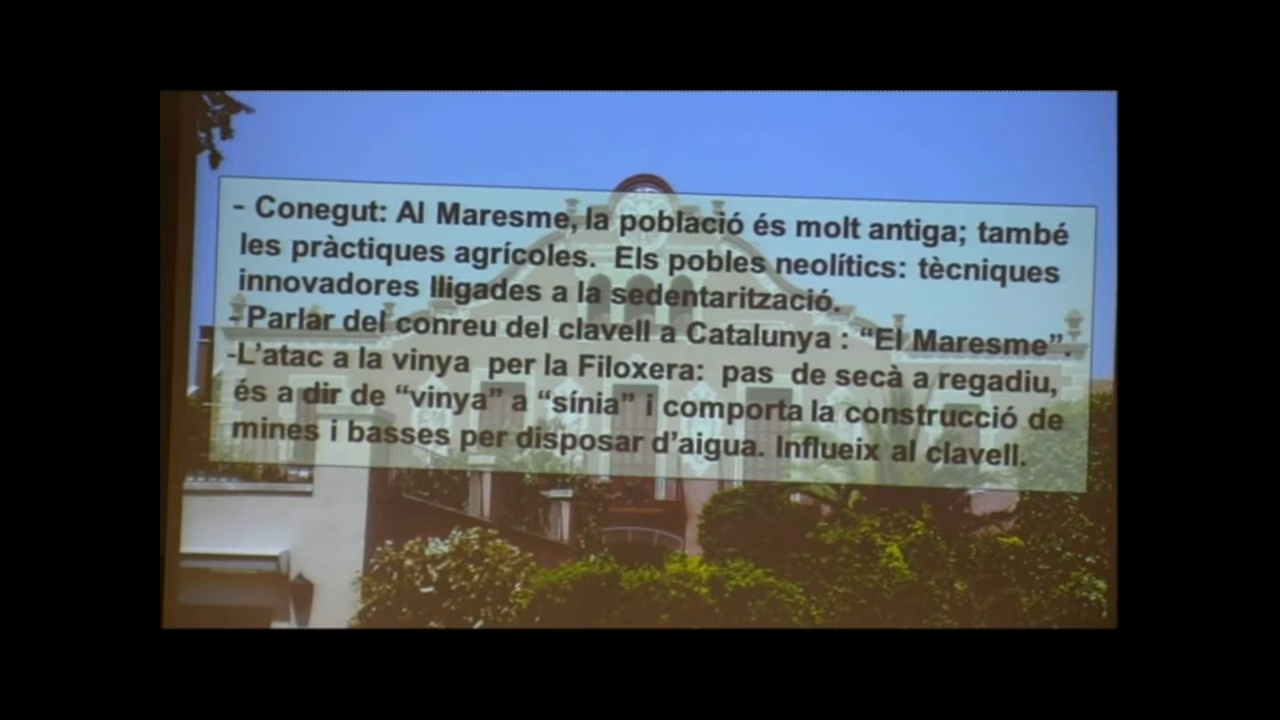 - Conegut: Al Maresme, la població és molt antiga; també
les pràctiques agrícoles. Els pobles neolítics: tècniques
innovadores lligades a la sedentarització.
- Parlar del conreu del clavell a Catalunya : “El Maresme”.
-L’atac a la vinya per la Filoxera: pas de secà a regadiu,
és a dir de “vinya” a “sínia” i comporta la construcció de
mines i basses per disposar d’aigua. Influeix al clavell.